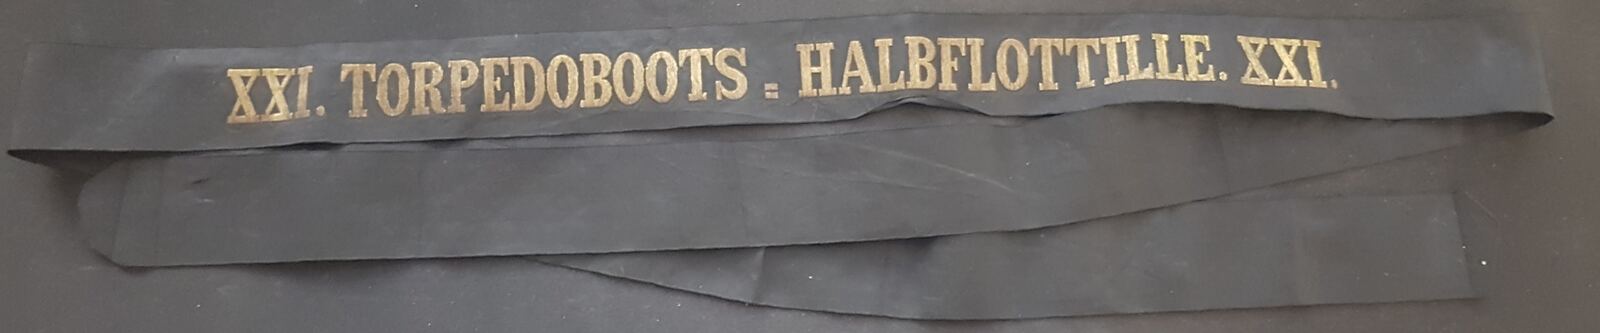 XXI. TORPEDOBOOTS = HALBFLOTTILLE. XXI.